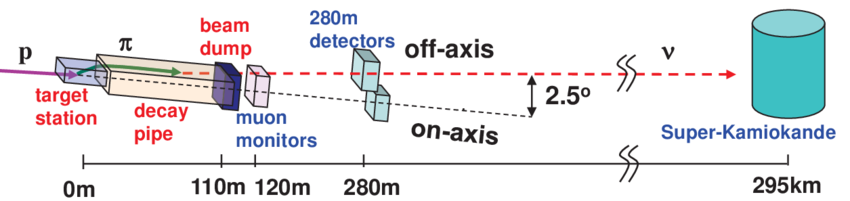 p
π
beam
dump
280m
detectors
off-axis
ν
target
station
decay
pipe
muon
monitors
on-axis
2.5º
Super-Kamiokande
0m
110m
120m
280m
295km